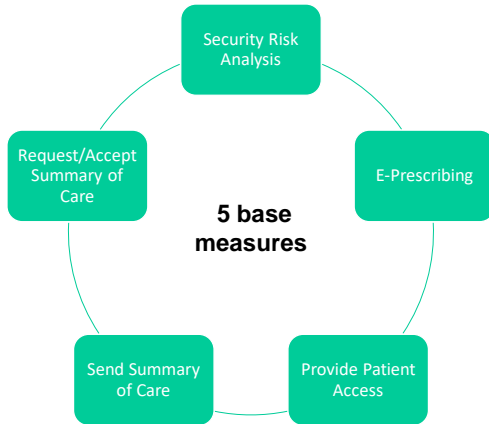 Security Risk
Analysis
E-Prescribing
Provide Patient
Access
Send Summary
of Care
Request/Accept
Summary of
Care
5 base
measures